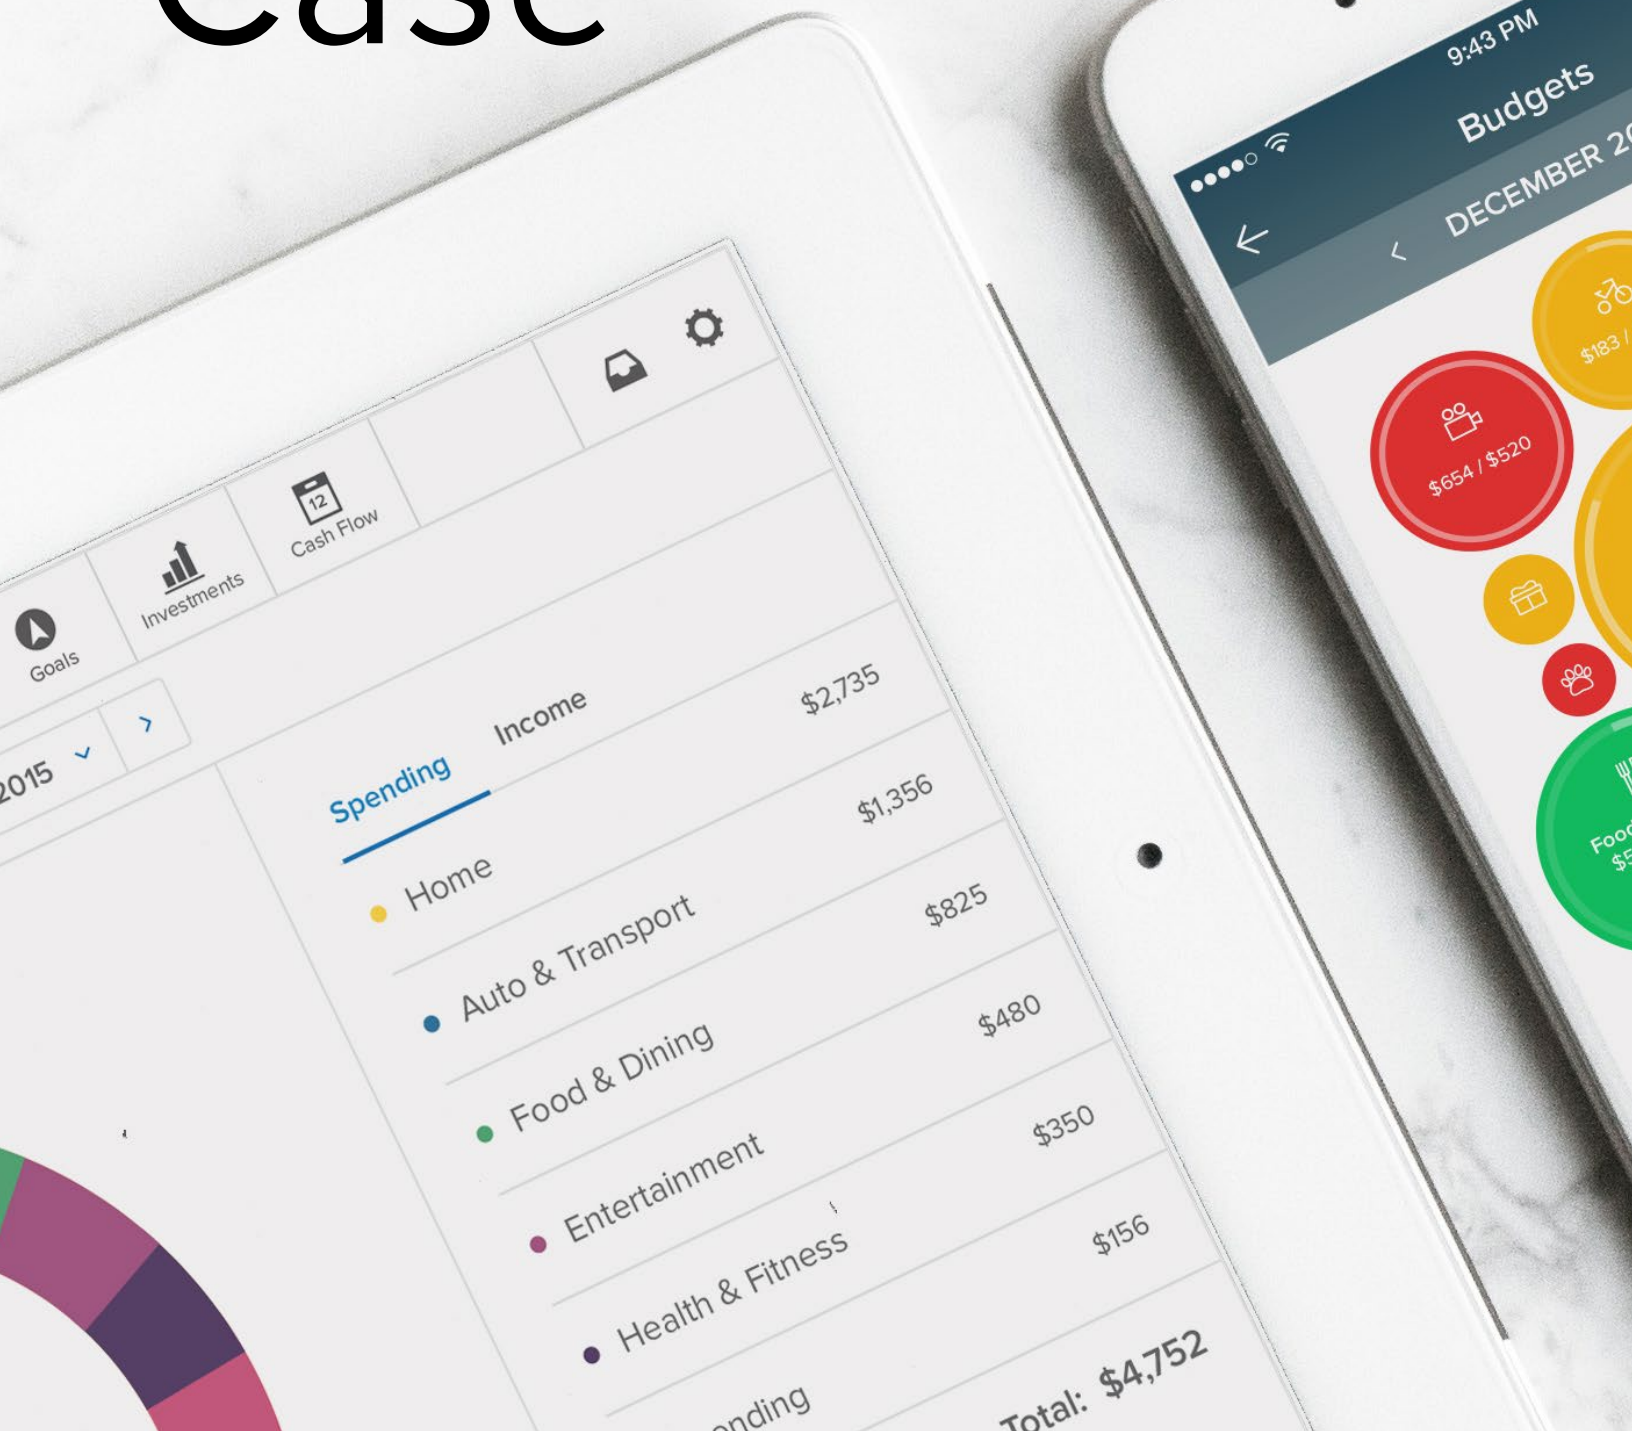 Case
Goals
Investments
12
Cash Flow
2015
Spending
Income
Home
$2,735
Auto & Transport
$1,356
Food & Dining
$825
Entertainment
$480
Health & Fitness
$350
$156
Total: $4,752
9:43 PM
Budgets
DECEMBER
$183 /
$654 / $520
Food